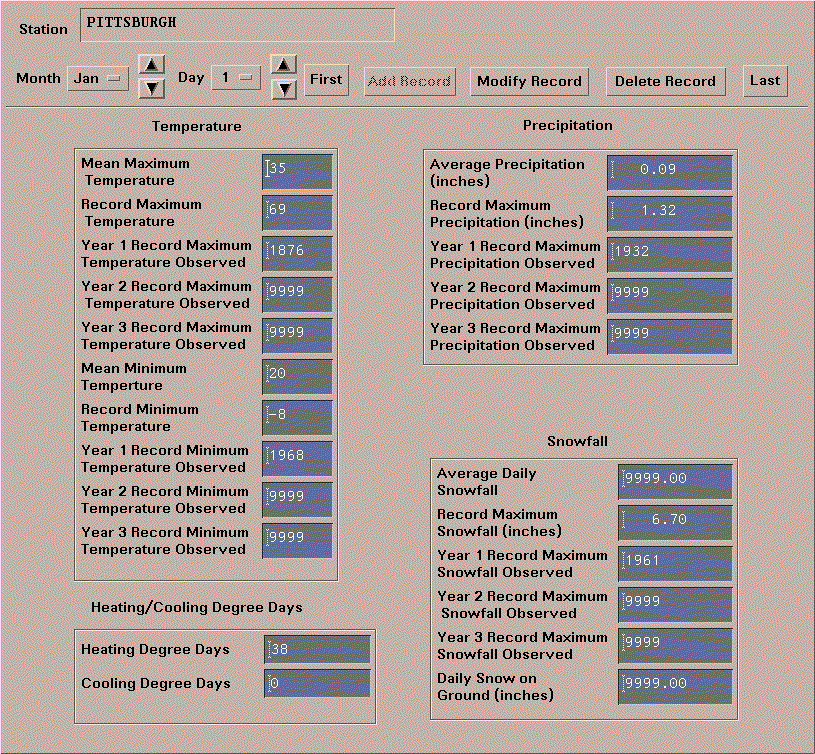 Station PITTSBURGH
Month Jan Day 1 First Add Record Modify Record Delete Record Last
Temperature
Mean Maximum
Temperature 35
Record Maximum
Temperature 69
Year 1 Record Maximum
Temperature Observed 1876
Year 2 Record Maximum
Temperature Observed 9999
Year 3 Record Maximum
Temperature Observed 9999
Mean Minimum
Temperture 20
Record Minimum
Temperature -8
Year 1 Record Minimum
Temperature Observed 1968
Year 2 Record Minimum
Temperature Observed 9999
Year 3 Record Minimum
Temperature Observed 9999
Heating/Cooling Degree Days
Heating Degree Days 38
Cooling Degree Days 0
Precipitation
Average Precipitation
(inches) 0.09
Record Maximum
Precipitation (inches) 1.32
Year 1 Record Maximum
Precipitation Observed 1932
Year 2 Record Maximum
Precipitation Observed 9999
Year 3 Record Maximum
Precipitation Observed 9999
Snowfall
Average Daily
Snowfall 9999.00
Record Maximum
Snowfall (inches) 6.70
Year 1 Record Maximum
Snowfall Observed 1961
Year 2 Record Maximum
Snowfall Observed 9999
Year 3 Record Maximum
Snowfall Observed 9999
Daily Snow on
Ground (inches) 9999.00